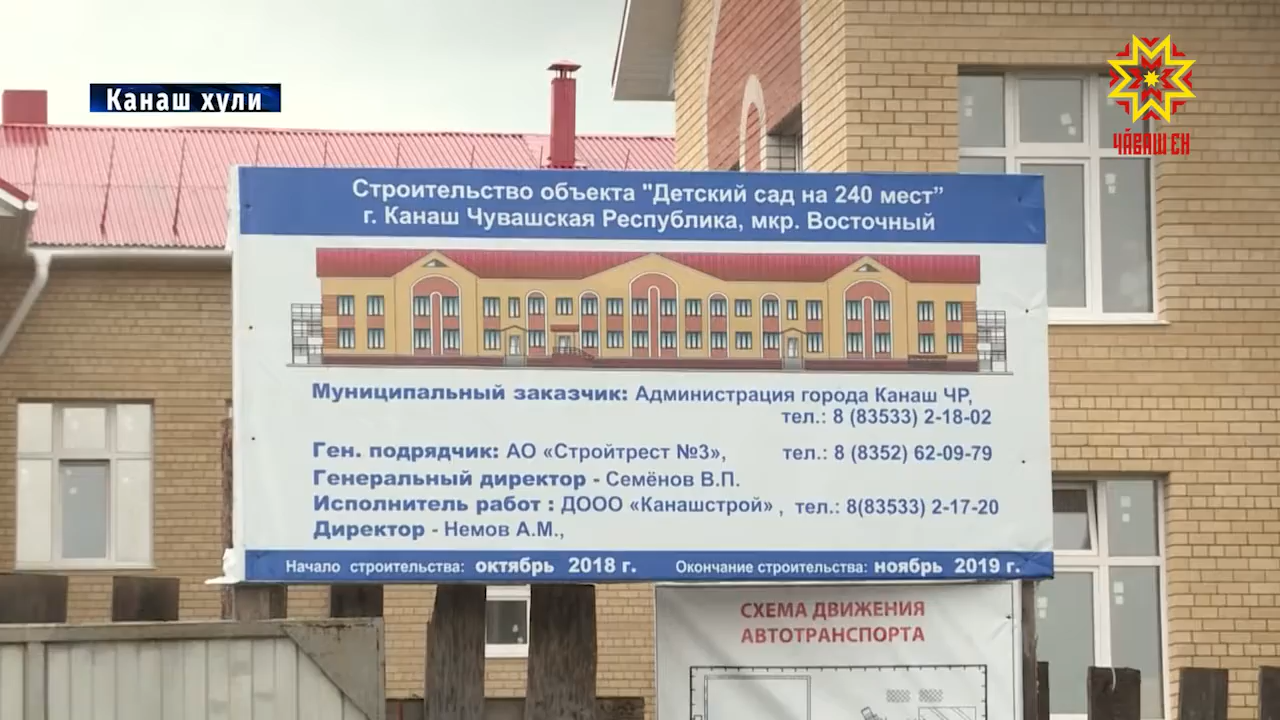 Канаш хули
ЧĂВАШ ЕН
Строительство объекта "Детский сад на 240 мест”
г. Канаш Чувашская Республика, мкр. Восточный
Муниципальный заказчик: Администрация города Канаш ЧР,
тел.: 8 (83533) 2-18-02
Ген. подрядчик: АО «Стройтрест №3», тел.: 8 (8352) 62-09-79
Генеральный директор - Семёнов В.П.
Исполнитель работ : ДООО «Канашстрой» , тел.: 8(83533) 2-17-20
Директор - Немов А.М.,
Начало строительства: октябрь 2018 г. Окончание строительства: ноябрь 2019 г.
СХЕМА ДВИЖЕНИЯ
АВТОТРАНСПОРТА